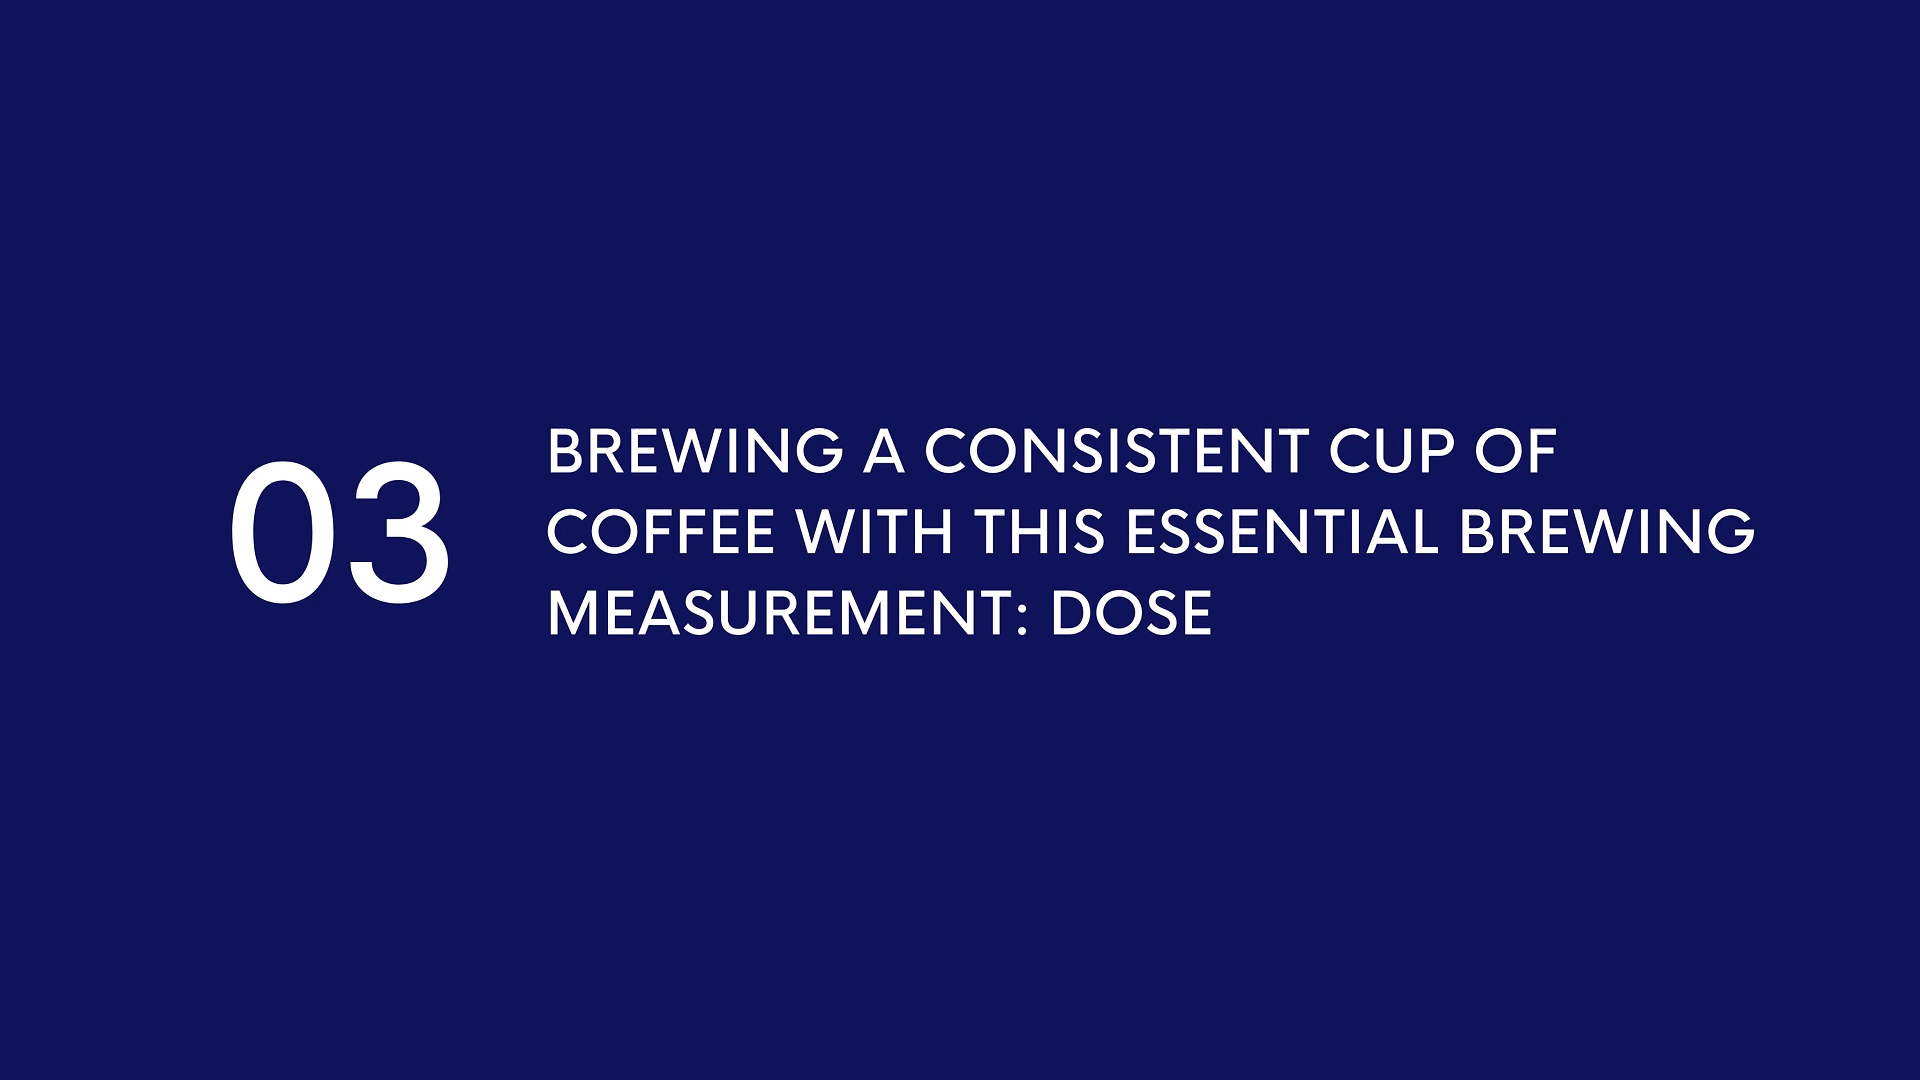 03
BREWING A CONSISTENT CUP OF
COFFEE WITH THIS ESSENTIAL BREWING
MEASUREMENT: DOSE